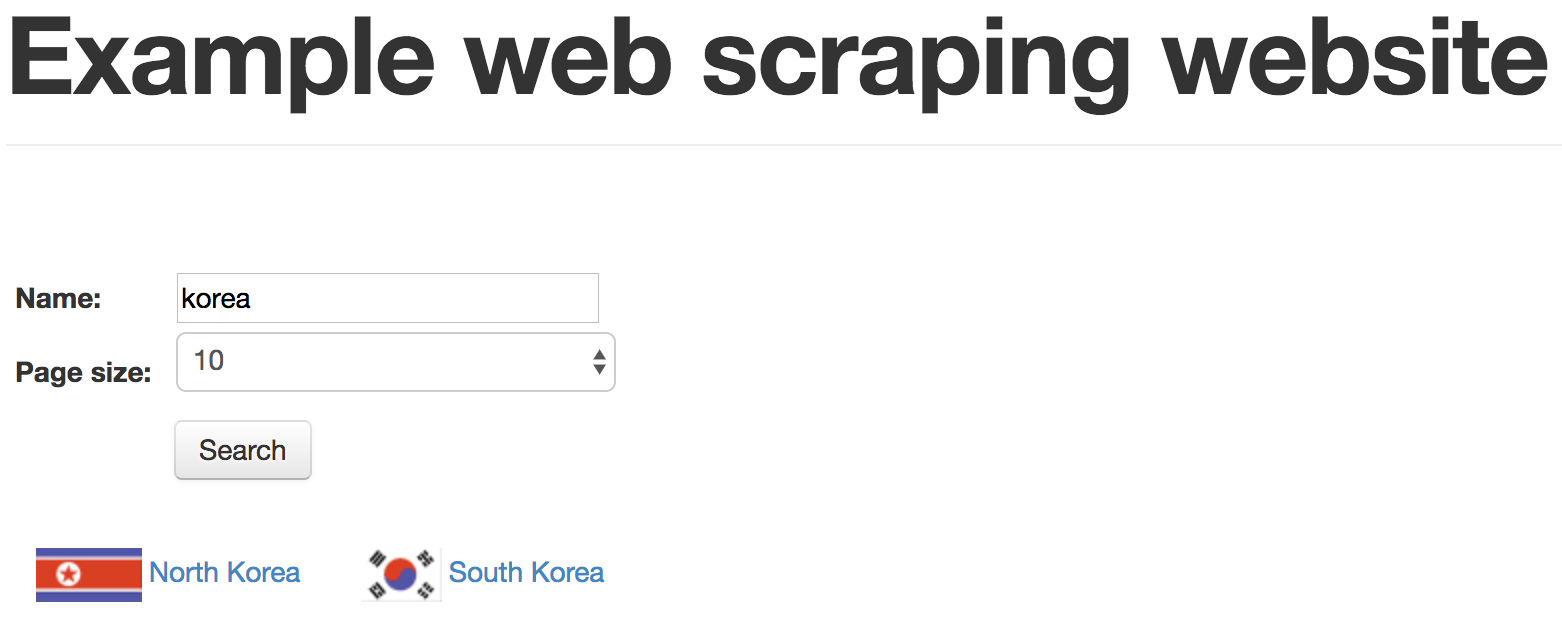 Example web scraping website
Name: korea
Page size: 10
Search
North Korea South Korea